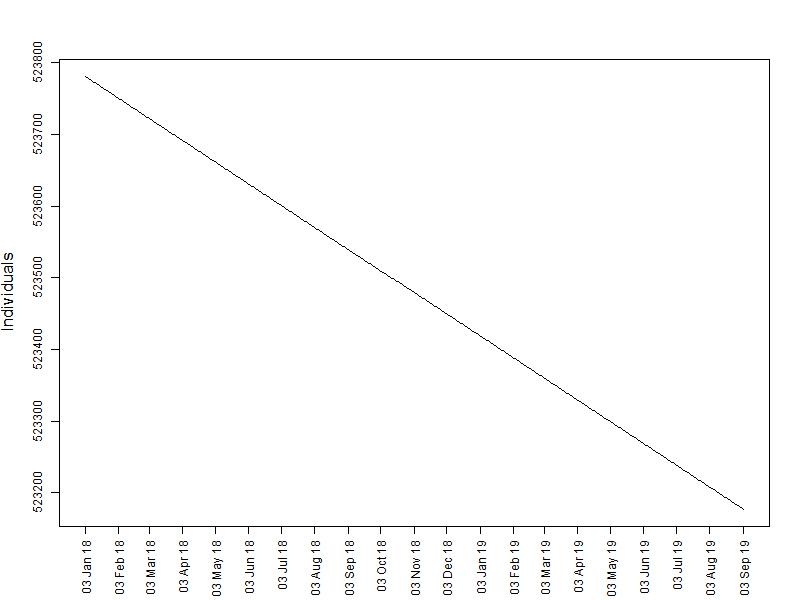 Individuals
523800
523700
523600
523500
523400
523300
523200
03 Jan 18
03 Feb 18
03 Mar 18
03 Apr 18
03 May 18
03 Jun 18
03 Jul 18
03 Aug 18
03 Sep 18
03 Oct 18
03 Nov 18
03 Dec 18
03 Jan 19
03 Feb 19
03 Mar 19
03 Apr 19
03 May 19
03 Jun 19
03 Jul 19
03 Aug 19
03 Sep 19